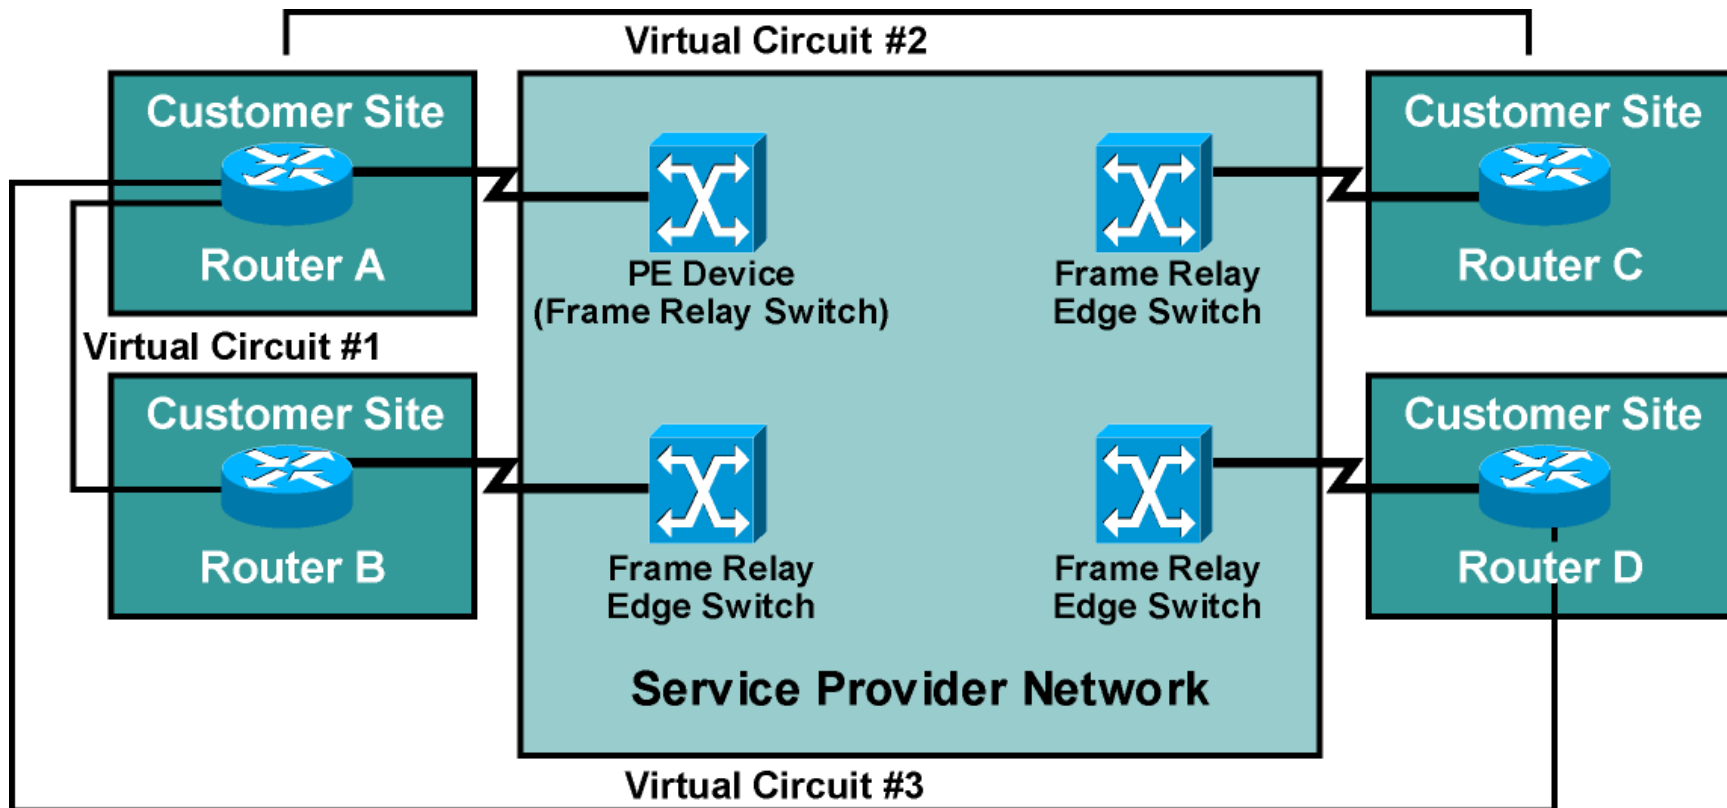 Virtual Circuit #2
Customer Site
Router A
PE Device
(Frame Relay Switch)
Frame Relay
Edge Switch
Customer Site
Router C
Virtual Circuit #1
Customer Site
Router B
Frame Relay
Edge Switch
Frame Relay
Edge Switch
Customer Site
Router D
Service Provider Network
Virtual Circuit #3